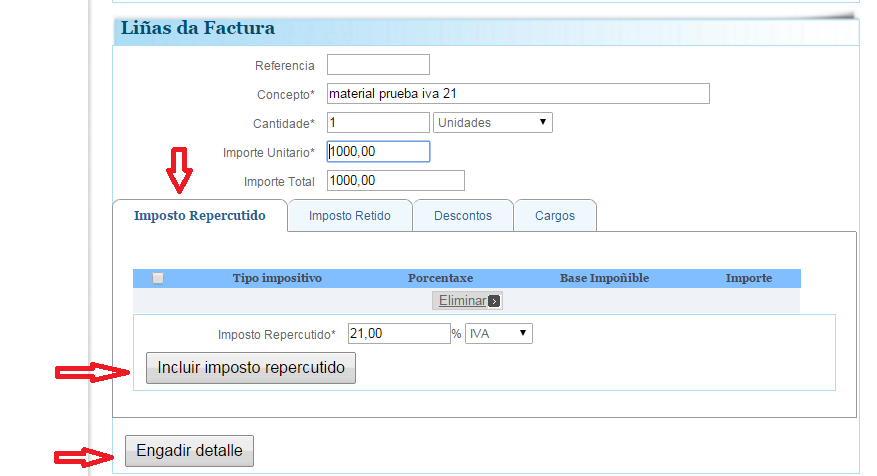 Liñas da Factura
Referencia
Concepto* material prueba iva 21
Cantidade* 1 Unidades
Importe Unitario* 1000,00
Importe Total 1000,00
Imposto Repercutido Imposto Retido Descontos Cargos
Tipo impositivo Porcentaxe Base Impoñible Importe
Eliminar
Imposto Repercutido* 21,00 % IVA
Incluir imposto repercutido
Engadir detalle